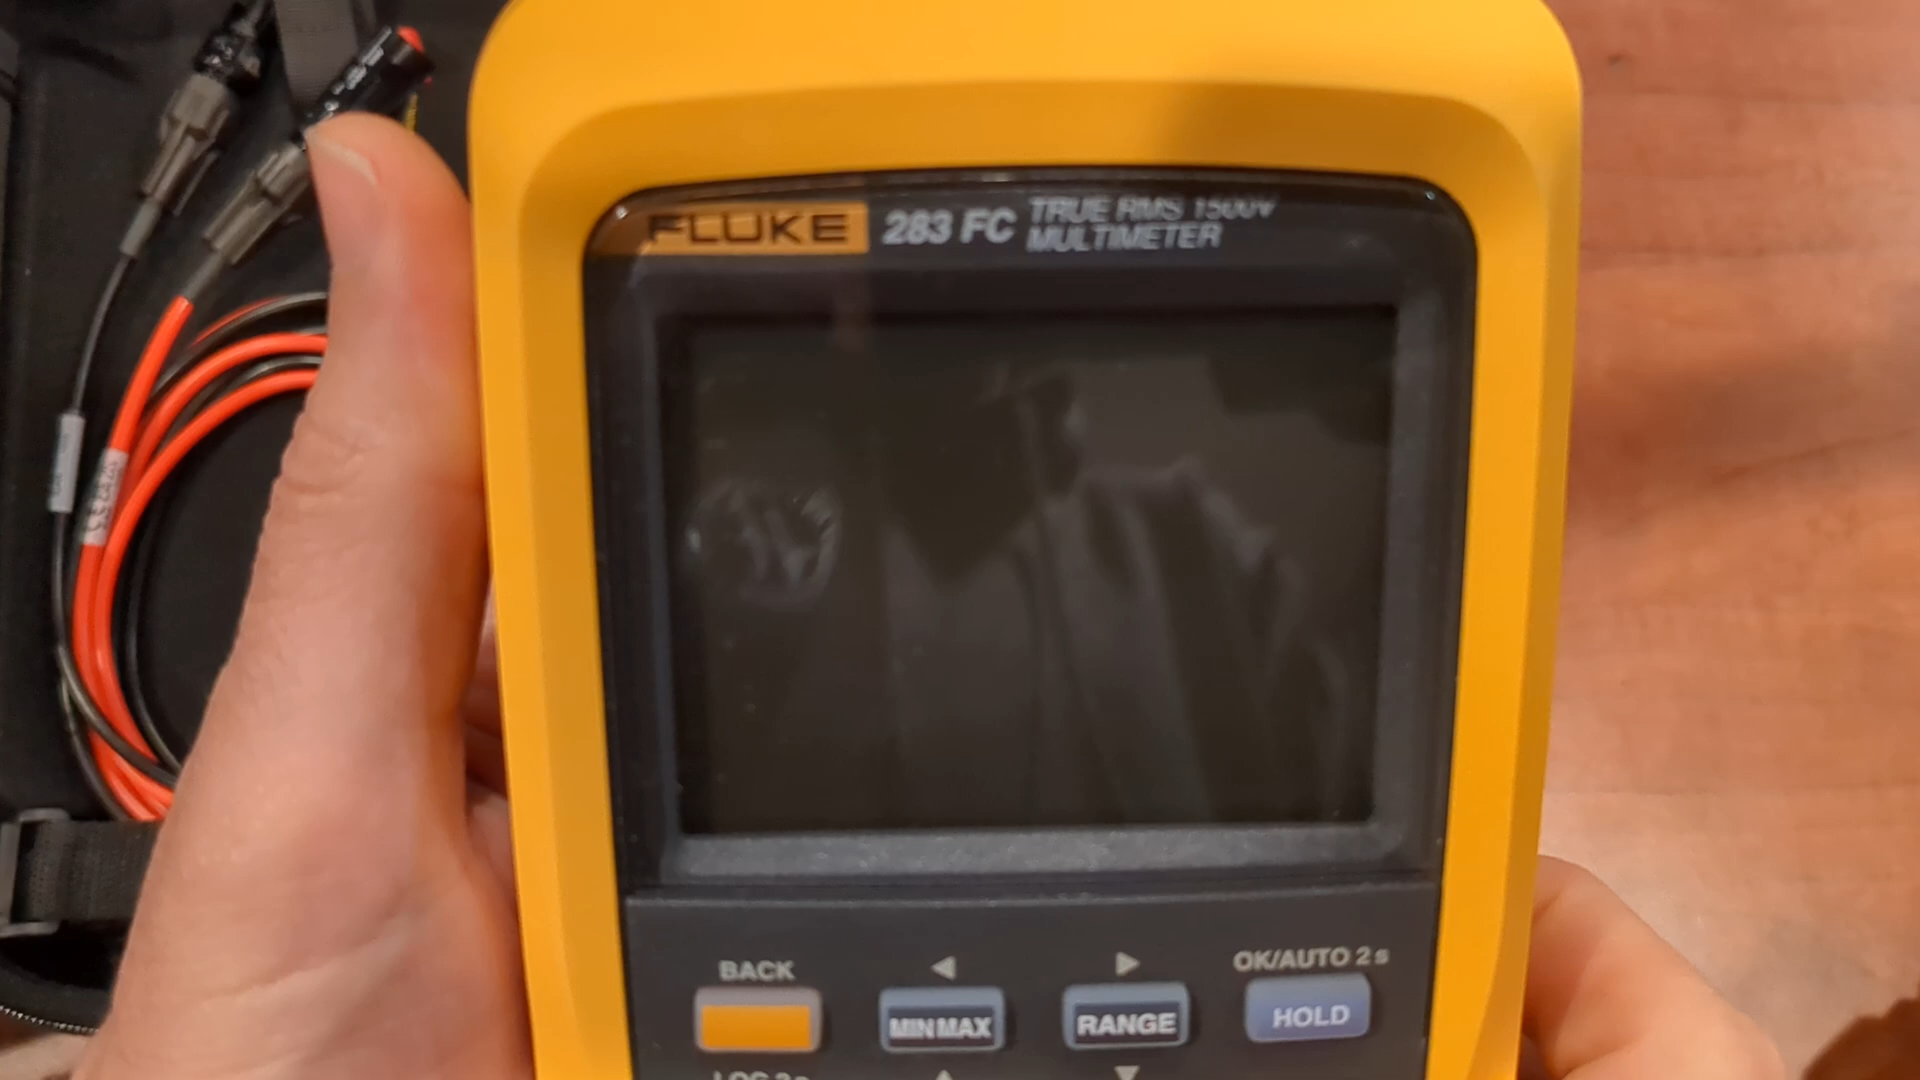 FLUKE 283 FC TRUE RMS 1500V
MULTIMETER
BACK ◀ ▶ OK/AUTO 2 s
MIN MAX RANGE HOLD